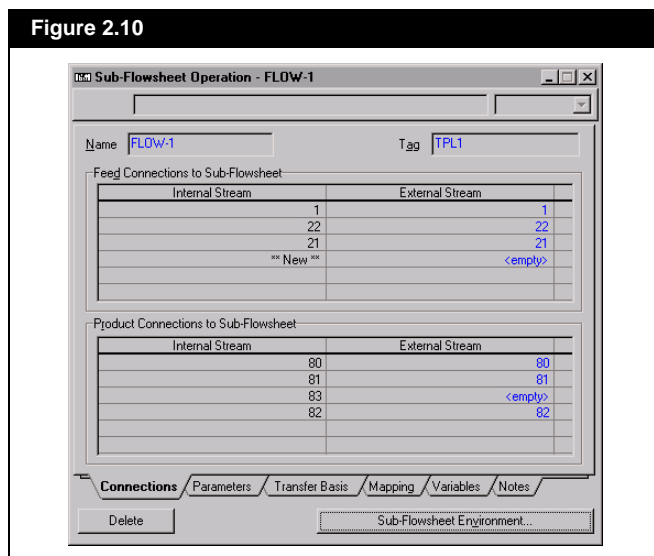 Figure 2.10
Sub-Flowsheet Operation - FLOW-1
Name FLOW-1 Tag TPL1
Feed Connections to Sub-Flowsheet
Internal Stream External Stream
1 1
22 22
21 21
** New ** <empty>
Product Connections to Sub-Flowsheet
Internal Stream External Stream
80 80
81 81
83 <empty>
82 82
Connections Parameters Transfer Basis Mapping Variables Notes
Delete Sub-Flowsheet Environment...